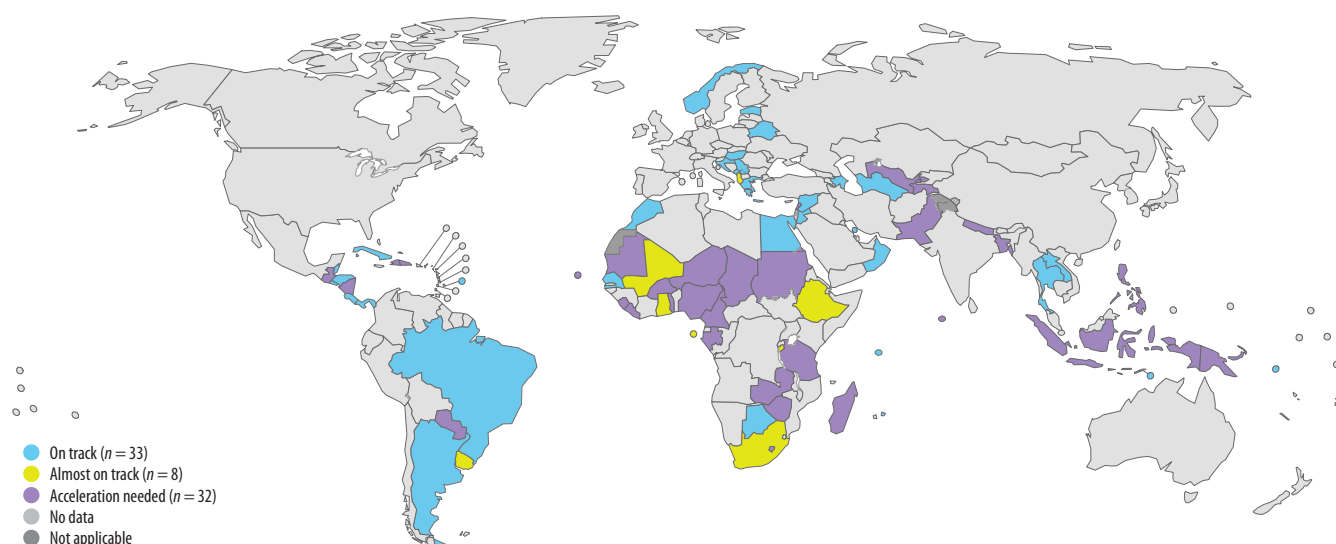 On track (n = 33)
Almost on track (n = 8)
Acceleration needed (n = 32)
No data
Not applicable